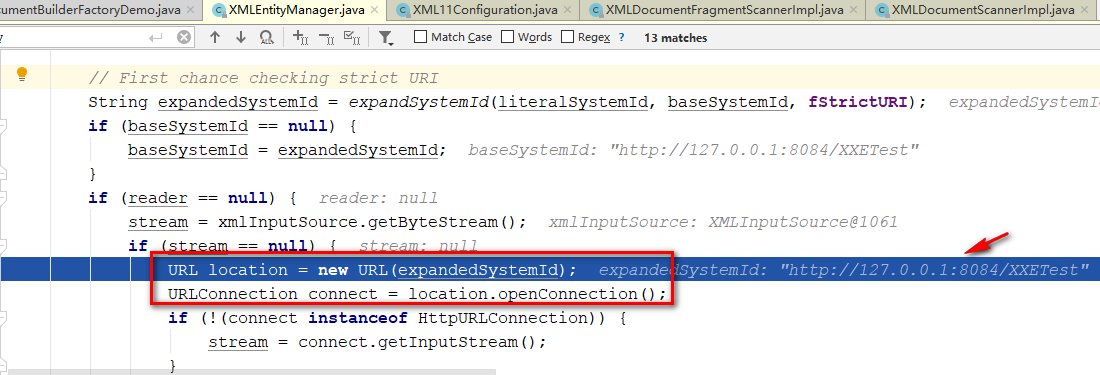 cumentBuilderFactoryDemo.java XMLEntityManager.java XML11Configuration.java XMLDocumentFragmentScannerImpl.java XMLDocumentScannerImpl.java
Match Case Words Regex ? 13 matches
// First chance checking strict URI
String expandedSystemId = expandSystemId(literalSystemId, baseSystemId, fStrictURI); expandedSystemId
if (baseSystemId == null) {
baseSystemId = expandedSystemId; baseSystemId: "http://127.0.0.1:8084/XXETest"
}
if (reader == null) { reader: null
stream = xmlInputSource.getByteStream(); xmlInputSource: XMLInputSource@1061
if (stream == null) { stream: null
URL location = new URL(expandedSystemId); expandedSystemId: "http://127.0.0.1:8084/XXETest"
URLConnection connect = location.openConnection();
if (!(connect instanceof HttpURLConnection)) {
stream = connect.getInputStream();
}